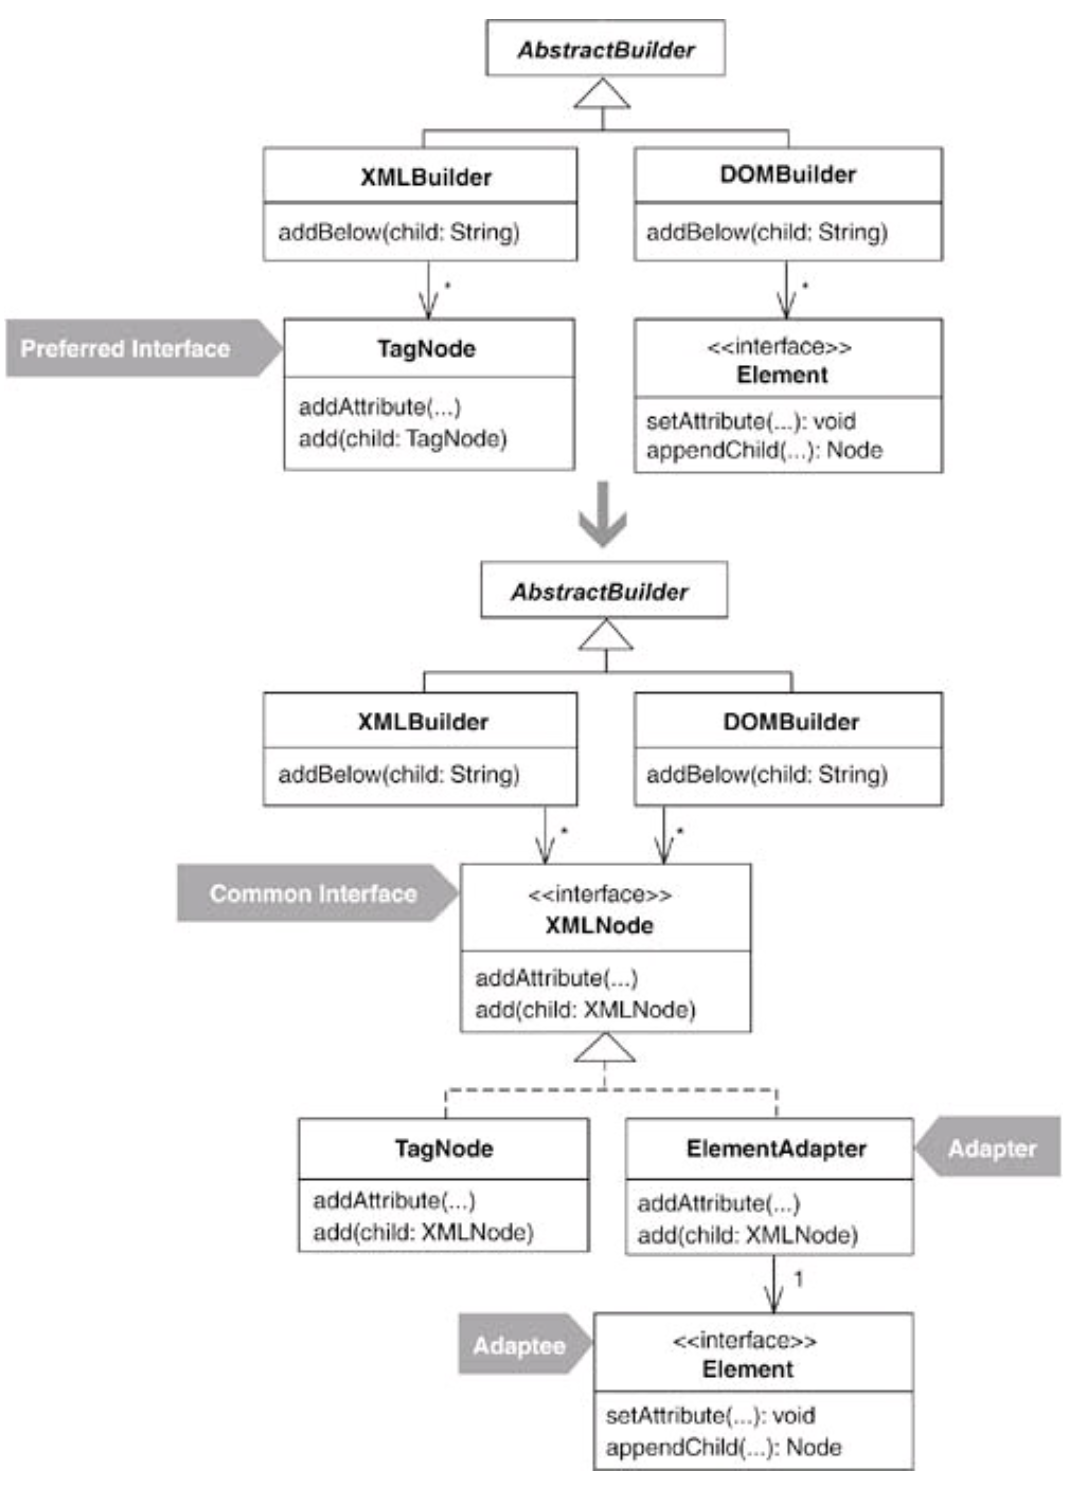 AbstractBuilder
XMLBuilder
addBelow(child: String)
DOMBuilder
addBelow(child: String)
*
*
Preferred Interface
TagNode
addAttribute(...)
add(child: TagNode)
<<interface>>
Element
setAttribute(...): void
appendChild(...): Node
AbstractBuilder
XMLBuilder
addBelow(child: String)
DOMBuilder
addBelow(child: String)
*
*
Common Interface
<<interface>>
XMLNode
addAttribute(...)
add(child: XMLNode)
TagNode
addAttribute(...)
add(child: XMLNode)
ElementAdapter
addAttribute(...)
add(child: XMLNode)
Adapter
1
Adaptee
<<interface>>
Element
setAttribute(...): void
appendChild(...): Node